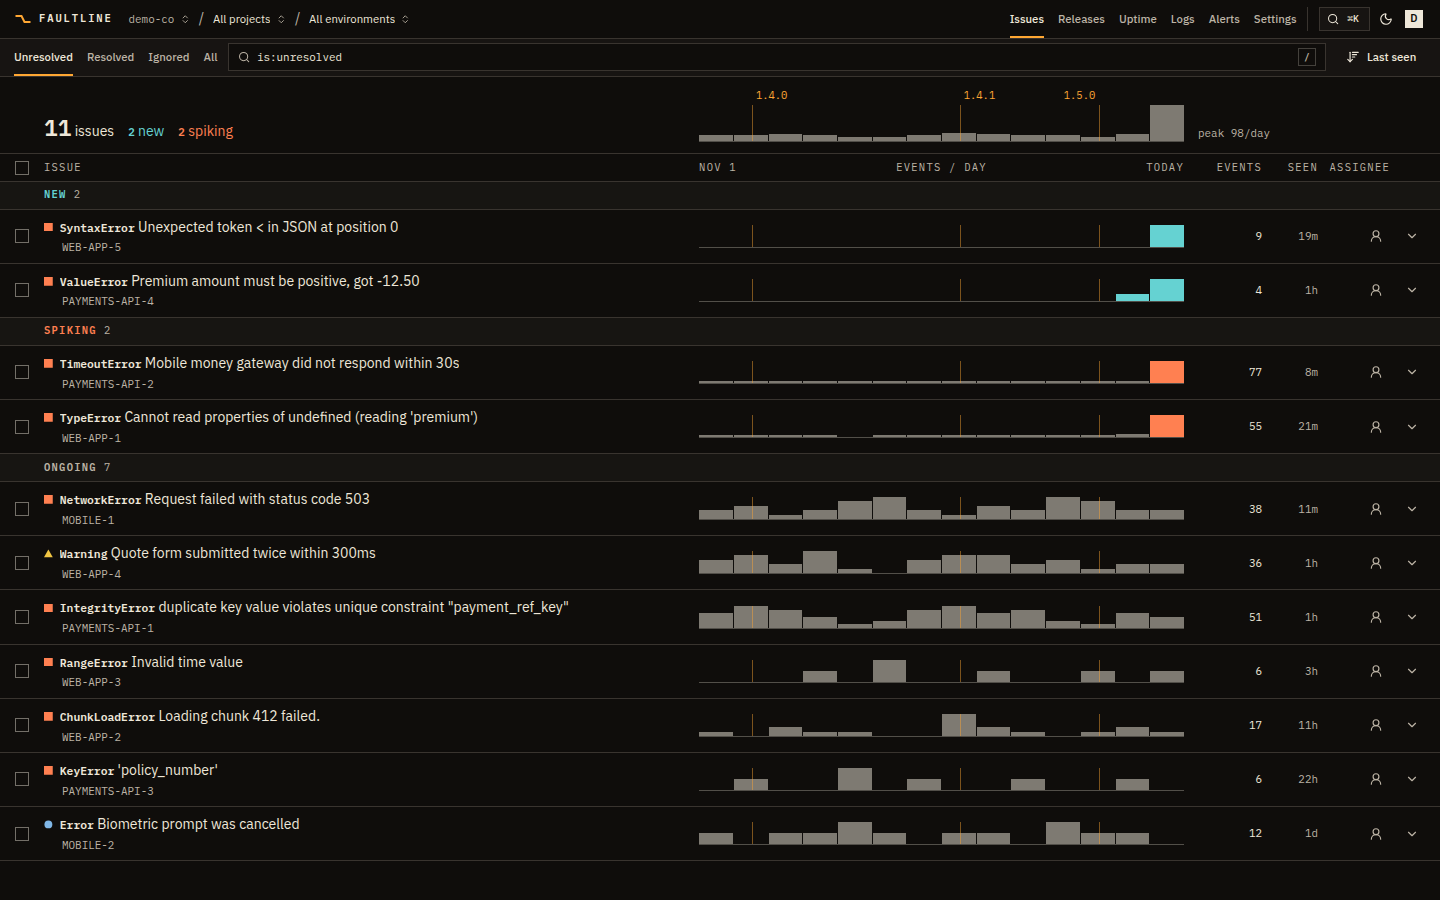 FAULTLINE demo-co / All projects / All environments Issues Releases Uptime Logs Alerts Settings ⌘K D
Unresolved Resolved Ignored All is:unresolved / Last seen
1.4.0 1.4.1 1.5.0
11 issues 2 new 2 spiking peak 98/day
ISSUE NOV 1 EVENTS / DAY TODAY EVENTS SEEN ASSIGNEE
NEW 2
SyntaxError Unexpected token < in JSON at position 0 9 19m
WEB-APP-5
ValueError Premium amount must be positive, got -12.50 4 1h
PAYMENTS-API-4
SPIKING 2
TimeoutError Mobile money gateway did not respond within 30s 77 8m
PAYMENTS-API-2
TypeError Cannot read properties of undefined (reading 'premium') 55 21m
WEB-APP-1
ONGOING 7
NetworkError Request failed with status code 503 38 11m
MOBILE-1
Warning Quote form submitted twice within 300ms 36 1h
WEB-APP-4
IntegrityError duplicate key value violates unique constraint "payment_ref_key" 51 1h
PAYMENTS-API-1
RangeError Invalid time value 6 3h
WEB-APP-3
ChunkLoadError Loading chunk 412 failed. 17 11h
WEB-APP-2
KeyError 'policy_number' 6 22h
PAYMENTS-API-3
Error Biometric prompt was cancelled 12 1d
MOBILE-2